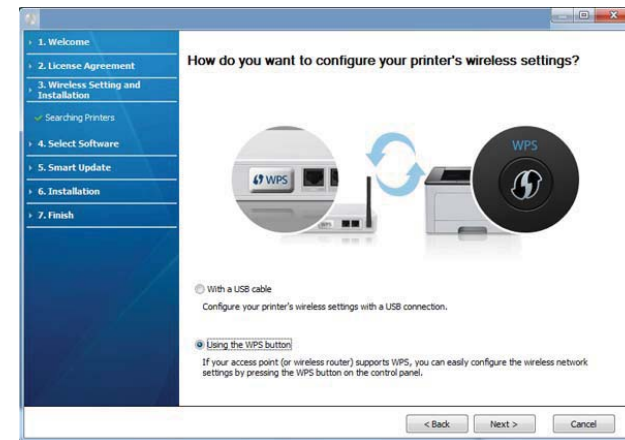 1. Welcome
2. License Agreement
3. Wireless Setting and
Installation
Searching Printers
4. Select Software
5. Smart Update
6. Installation
7. Finish
How do you want to configure your printer's wireless settings?
WPS
WPS
WPS
With a USB cable
Configure your printer's wireless settings with a USB connection.
Using the WPS button
If your access point (or wireless router) supports WPS, you can easily configure the wireless network
settings by pressing the WPS button on the control panel.
< Back
Next >
Cancel